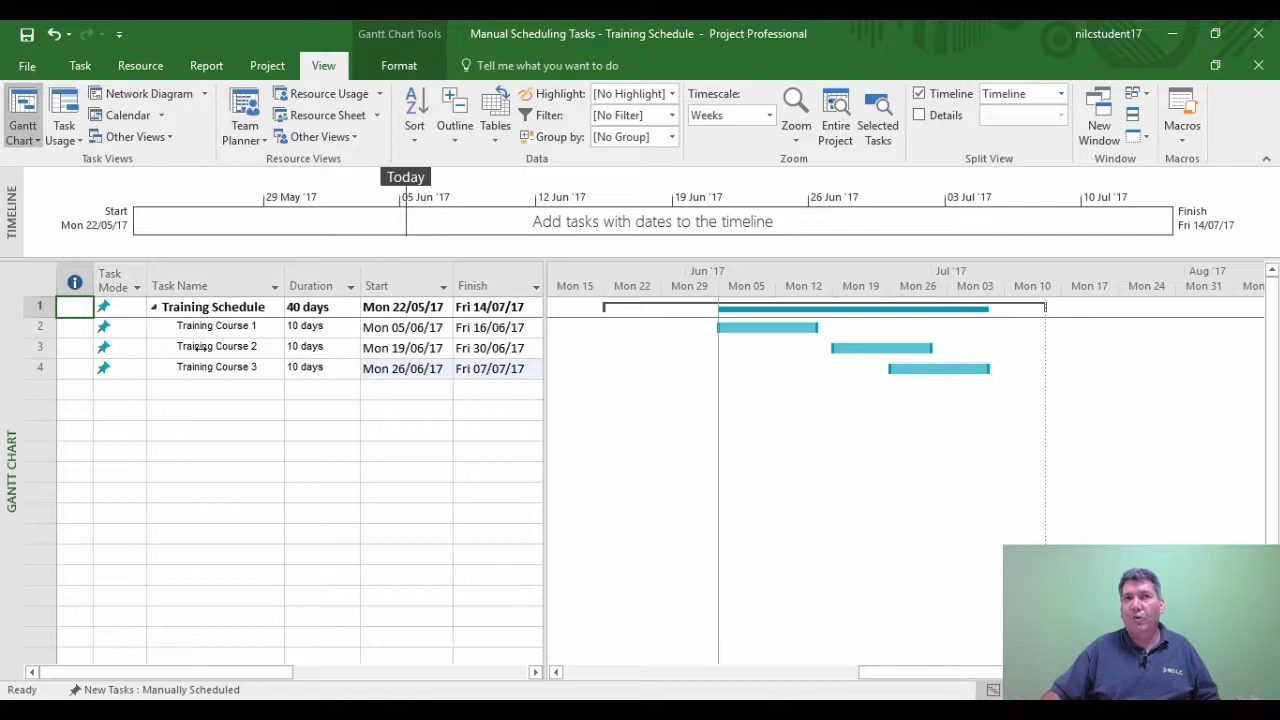 Gantt Chart Tools
Manual Scheduling Tasks - Training Schedule - Project Professional
nilcstudent17
File Task Resource Report Project View Format Tell me what you want to do
Gantt Chart
Task Usage
Network Diagram
Calendar
Other Views
Task Views
Team Planner
Resource Usage
Resource Sheet
Other Views
Resource Views
A Z Sort
Outline
Tables
Highlight: [No Highlight]
Filter: [No Filter]
Group by: [No Group]
Data
Timescale:
Weeks
Zoom
Entire Project
Selected Tasks
Zoom
Timeline Timeline
Details
Split View
New Window
Window
Macros
Macros
Today
TIMELINE
29 May '17 05 Jun '17 12 Jun '17 19 Jun '17 26 Jun '17 03 Jul '17 10 Jul '17
Start
Mon 22/05/17
Add tasks with dates to the timeline
Finish
Fri 14/07/17
Task Mode Task Name Duration Start Finish
Jun '17 Jul '17 Aug '17
Mon 15 Mon 22 Mon 29 Mon 05 Mon 12 Mon 19 Mon 26 Mon 03 Mon 10 Mon 17 Mon 24 Mon 31 Mon
1 Training Schedule 40 days Mon 22/05/17 Fri 14/07/17
2 Training Course 1 10 days Mon 05/06/17 Fri 16/06/17
3 Training Course 2 10 days Mon 19/06/17 Fri 30/06/17
4 Training Course 3 10 days Mon 26/06/17 Fri 07/07/17
GANTT CHART
Ready New Tasks : Manually Scheduled